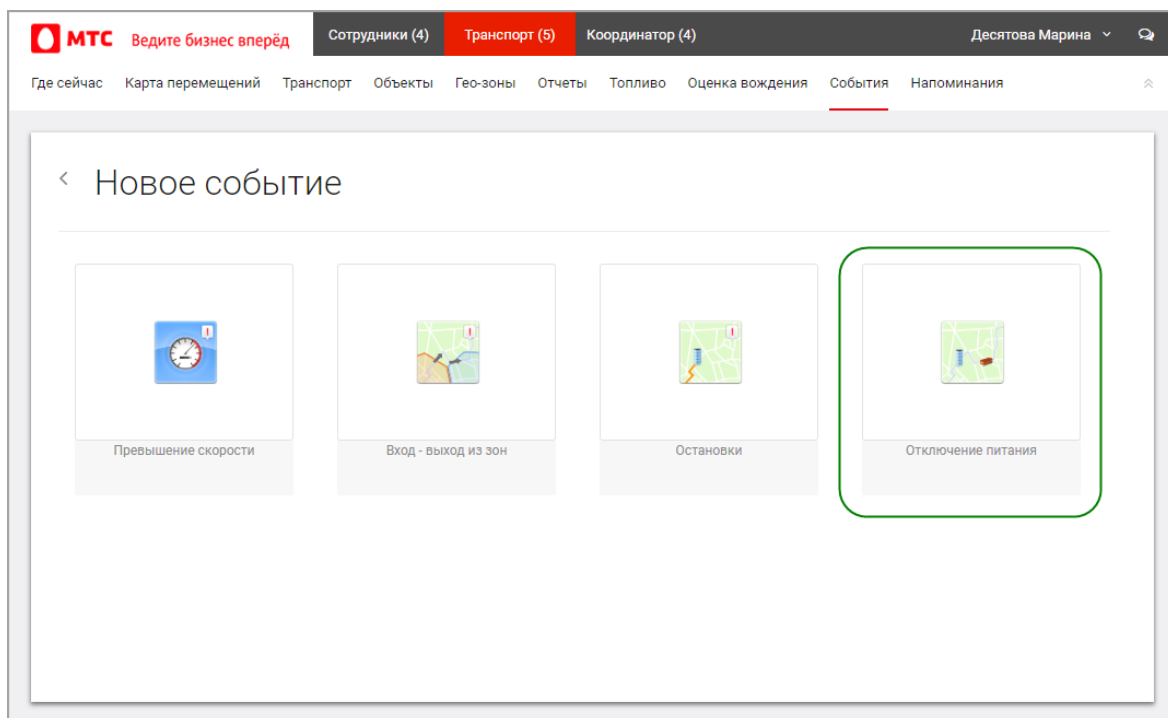 МТС Ведите бизнес вперёд Сотрудники (4) Транспорт (5) Координатор (4) Десятова Марина
Где сейчас Карта перемещений Транспорт Объекты Гео-зоны Отчеты Топливо Оценка вождения События Напоминания
Новое событие
Превышение скорости Вход - выход из зон Остановки Отключение питания